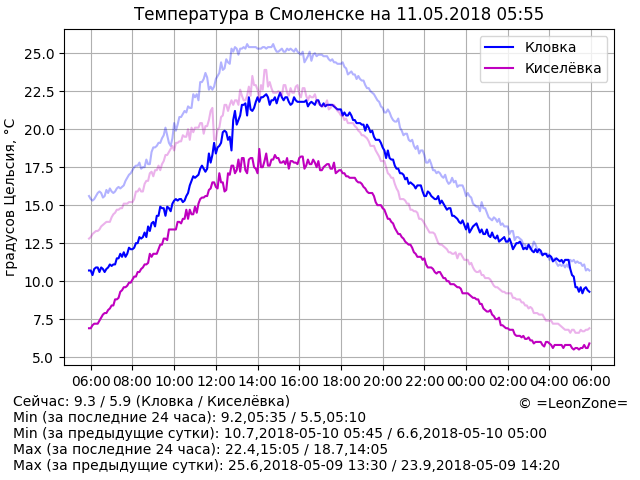 Температура в Смоленске на 11.05.2018 05:55
градусов Цельсия, °C
25.0
22.5
20.0
17.5
15.0
12.5
10.0
7.5
5.0
Кловка
Киселёвка
06:00 08:00 10:00 12:00 14:00 16:00 18:00 20:00 22:00 00:00 02:00 04:00 06:00
Сейчас: 9.3 / 5.9 (Кловка / Киселёвка)
© =LeonZone=
Min (за последние 24 часа): 9.2,05:35 / 5.5,05:10
Min (за предыдущие сутки): 10.7,2018-05-10 05:45 / 6.6,2018-05-10 05:00
Max (за последние 24 часа): 22.4,15:05 / 18.7,14:05
Max (за предыдущие сутки): 25.6,2018-05-09 13:30 / 23.9,2018-05-09 14:20